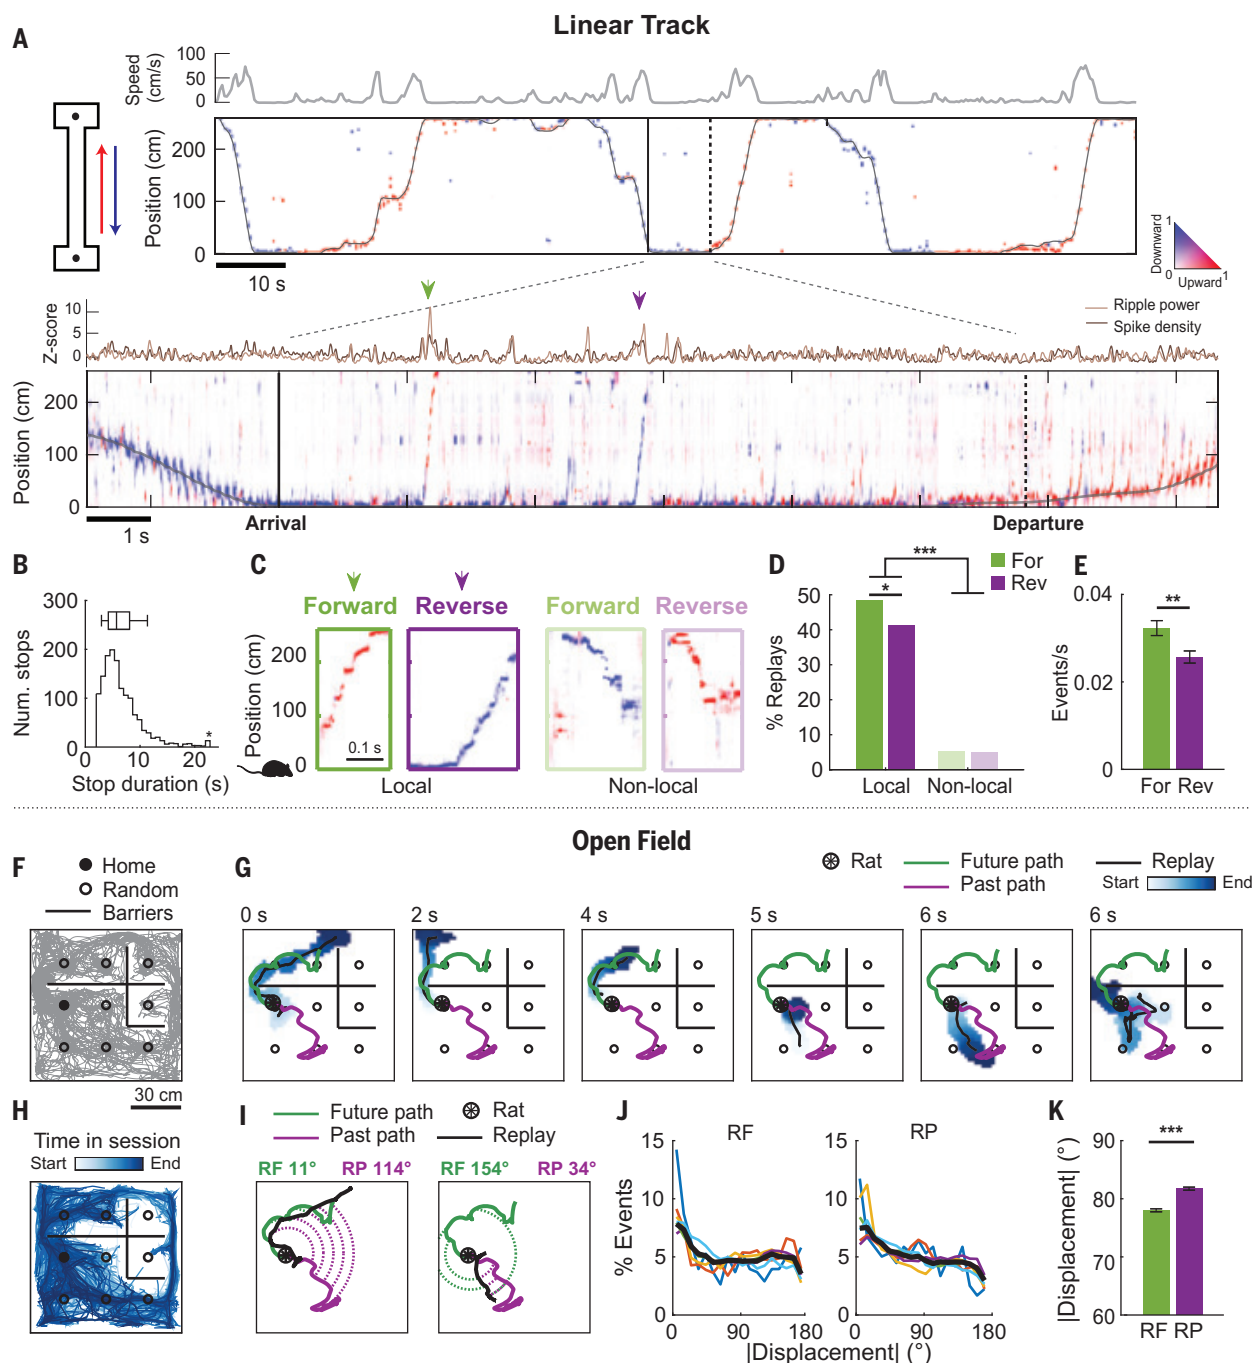 Linear Track
A
Speed
(cm/s)
100
50
0
Position (cm)
200
100
0
10 s
Downward
1
0
Upward
1
Z-score
10
5
0
Ripple power
Spike density
Position (cm)
200
100
0
1 s
Arrival
Departure
B
Num. stops
300
200
100
0
*
0 10 20
Stop duration (s)
C
Forward Reverse Forward Reverse
Position (cm)
200
100
0
0.1 s
Local Non-local
D
***
For
Rev
*
% Replays
50
40
30
20
10
0
Local Non-local
E
**
Events/s
0.04
0.02
0
For Rev
Open Field
F
Home
Random
Barriers
30 cm
G
Rat
Future path
Past path
Replay
Start End
0 s 2 s 4 s 5 s 6 s 6 s
H
Time in session
Start End
I
Future path
Past path
Rat
Replay
RF 11° RP 114° RF 154° RP 34°
J
RF RP
% Events
15
10
5
0
15
10
5
0
0 90 180 0 90 180
|Displacement| (°)
K
***
|Displacement| (°)
90
80
70
60
RF RP